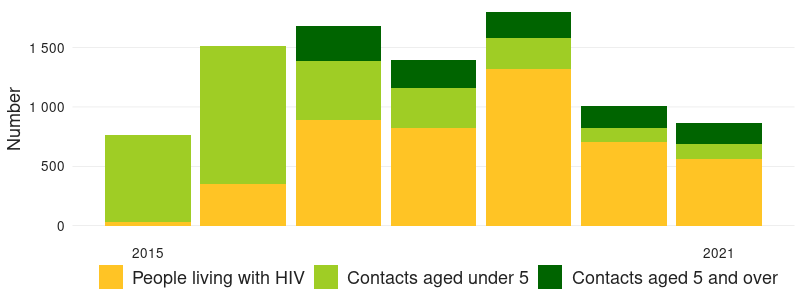 Number
1 500
1 000
500
0
2015
2021
People living with HIV
Contacts aged under 5
Contacts aged 5 and over